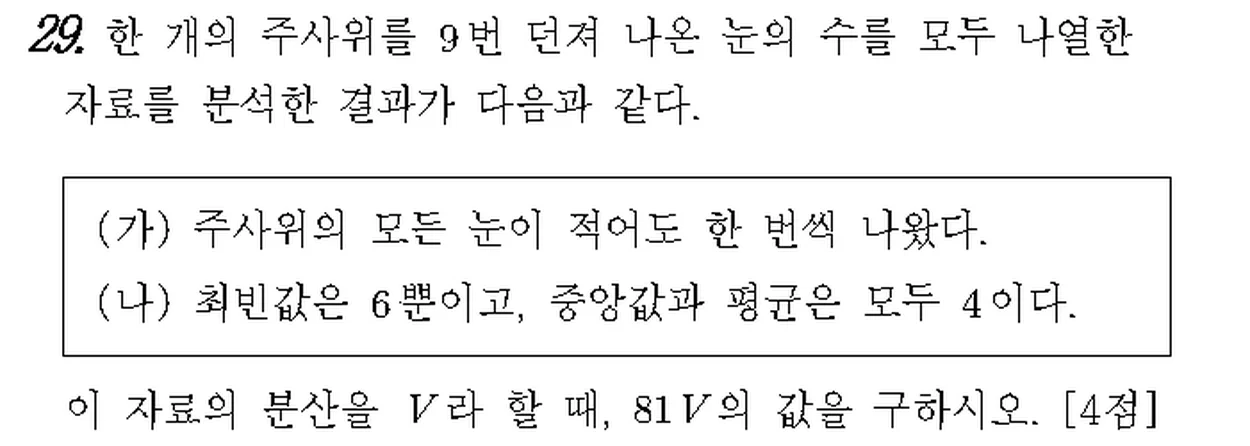 29. 한 개의 주사위를 9번 던져 나온 눈의 수를 모두 나열한
자료를 분석한 결과가 다음과 같다.
(가) 주사위의 모든 눈이 적어도 한 번씩 나왔다.
(나) 최빈값은 6뿐이고, 중앙값과 평균은 모두 4이다.
이 자료의 분산을 V라 할 때, 81V의 값을 구하시오. [4점]